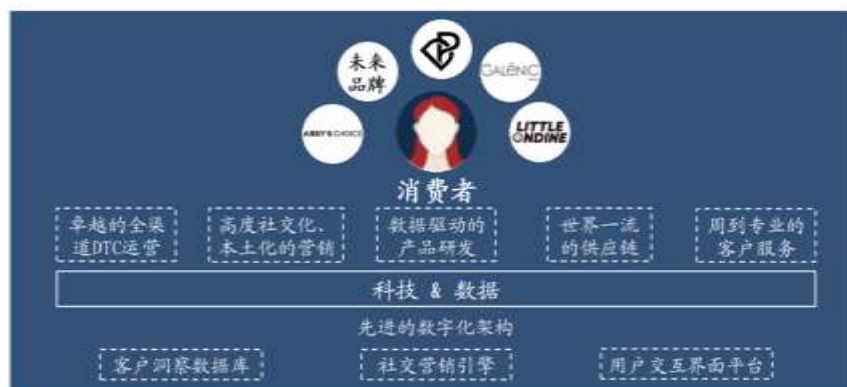 未来
品牌
GALÉNIC
ABBY'S CHOICE
LITTLE
ONDINE
消费者
卓越的全渠
道DTC运营
高度社交化、
本土化的营销
数据驱动的
产品研发
世界一流
的供应链
周到专业的
客户服务
科技 & 数据
先进的数字化架构
客户洞察数据库
社交营销引擎
用户交互界面平台